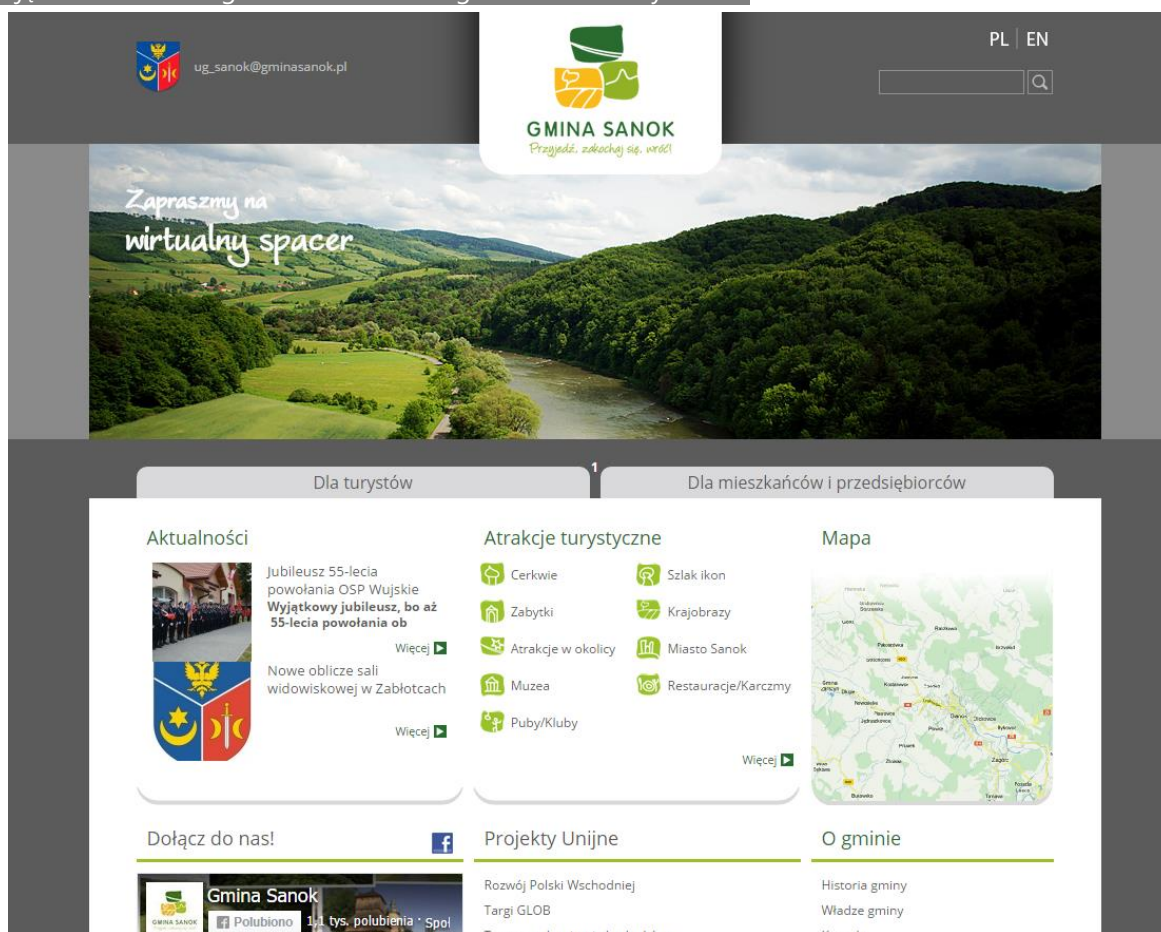 ug_sanok@gminasanok.pl
PL | EN
GMINA SANOK
Przyjedź, zakochaj się, wróć!
Zapraszmy na
wirtualny spacer
1
Dla turystów
Dla mieszkańców i przedsiębiorców
Aktualności
Jubileusz 55-lecia
powołania OSP Wujskie
Wyjątkowy jubileusz, bo aż
55-lecia powołania ob
Więcej
Nowe oblicze sali
widowiskowej w Zabłotcach
Więcej
Atrakcje turystyczne
Cerkwie
Szlak ikon
Zabytki
Krajobrazy
Atrakcje w okolicy
Miasto Sanok
Muzea
Restauracje/Karczmy
Puby/Kluby
Więcej
Mapa
Zagórz
Dołącz do nas!
f
Gmina Sanok
GMINA SANOK
Polubiono
1,1 tys. polubienia · Społ
Projekty Unijne
Rozwój Polski Wschodniej
Targi GLOB
O gminie
Historia gminy
Władze gminy